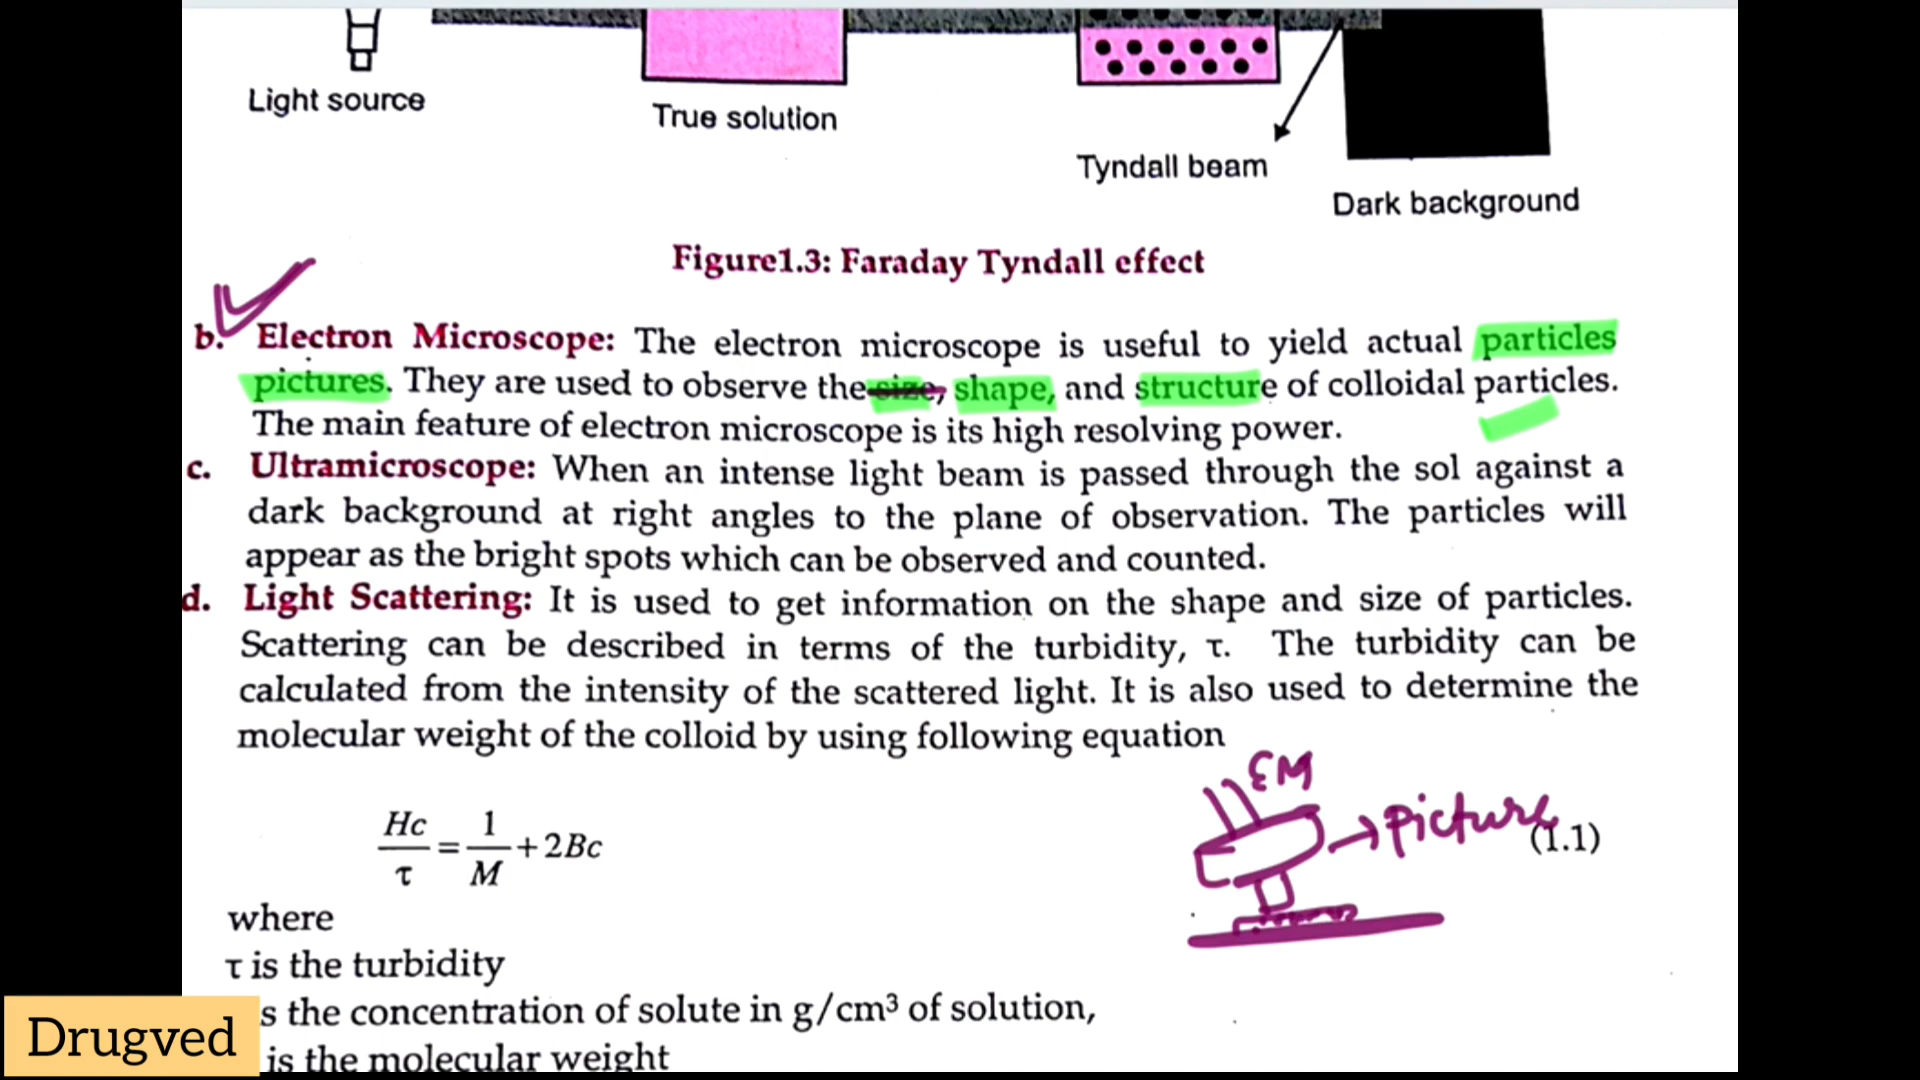 Light source
True solution
Tyndall beam
Dark background
Figure1.3: Faraday Tyndall effect
b. Electron Microscope: The electron microscope is useful to yield actual particles
pictures. They are used to observe the size, shape, and structure of colloidal particles.
The main feature of electron microscope is its high resolving power.
c. Ultramicroscope: When an intense light beam is passed through the sol against a
dark background at right angles to the plane of observation. The particles will
appear as the bright spots which can be observed and counted.
d. Light Scattering: It is used to get information on the shape and size of particles.
Scattering can be described in terms of the turbidity, τ. The turbidity can be
calculated from the intensity of the scattered light. It is also used to determine the
molecular weight of the colloid by using following equation
EM
→picture
Hc/τ = 1/M + 2Bc (1.1)
where
τ is the turbidity
s the concentration of solute in g/cm³ of solution,
is the molecular weight
Drugved